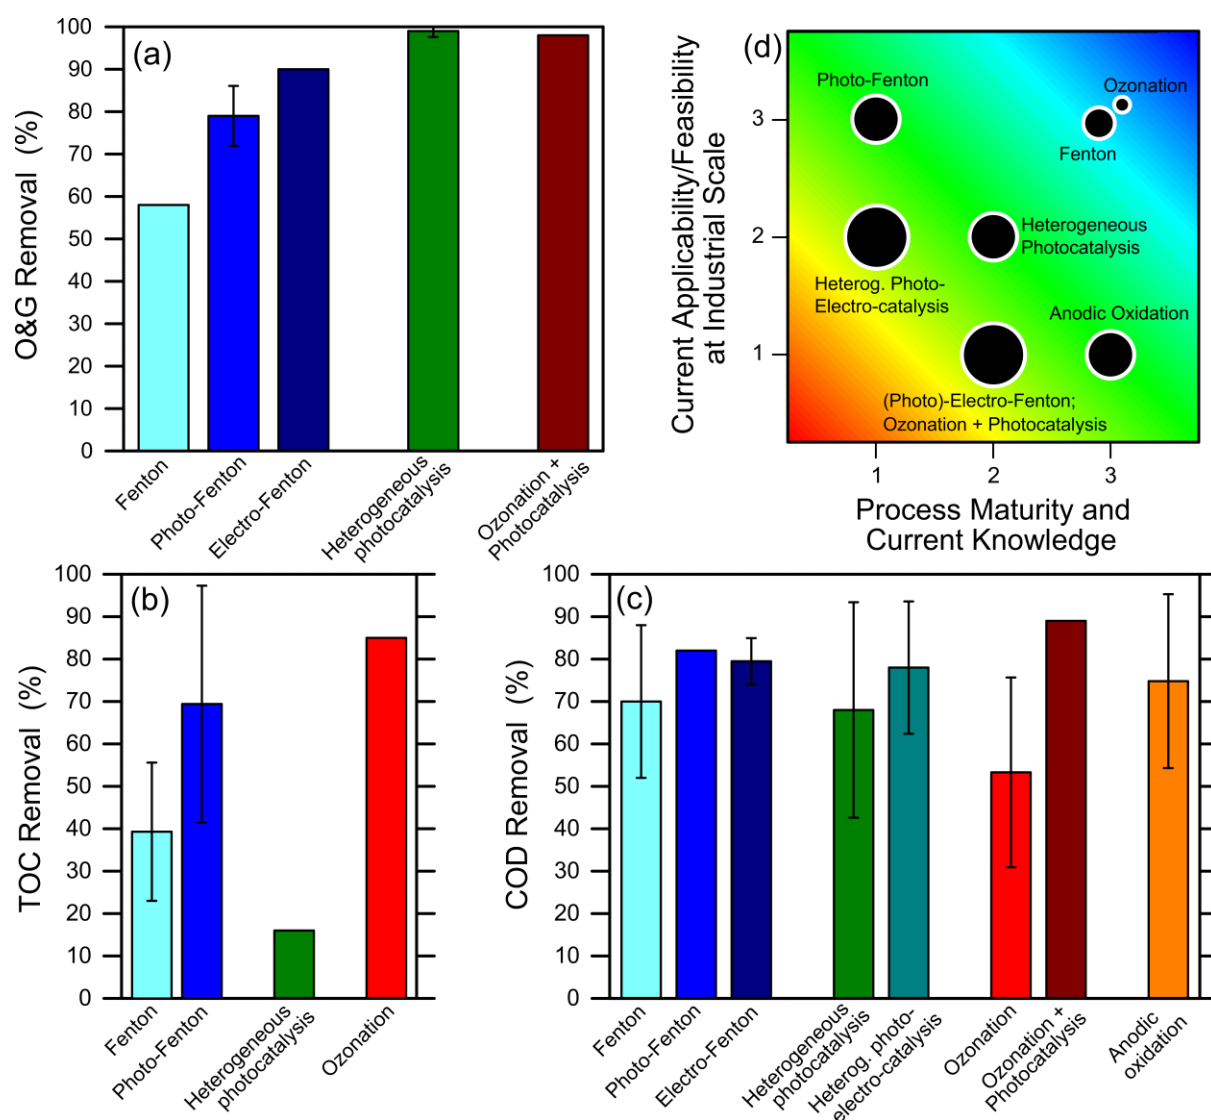 (a)
O&G Removal (%)
100
90
80
70
60
50
40
30
20
10
0
Fenton
Photo-Fenton
Electro-Fenton
Heterogeneous
photocatalysis
Ozonation +
Photocatalysis
(d)
Current Applicability/Feasibility
at Industrial Scale
3
2
1
Photo-Fenton
Ozonation
Fenton
Heterogeneous
Photocatalysis
Heterog. Photo-
Electro-catalysis
Anodic Oxidation
(Photo)-Electro-Fenton;
Ozonation + Photocatalysis
1
2
3
Process Maturity and
Current Knowledge
(b)
TOC Removal (%)
100
90
80
70
60
50
40
30
20
10
0
Fenton
Photo-Fenton
Heterogeneous
photocatalysis
Ozonation
(c)
COD Removal (%)
100
90
80
70
60
50
40
30
20
10
0
Fenton
Photo-Fenton
Electro-Fenton
Heterogeneous
photocatalysis
Heterog. photo-
electro-catalysis
Ozonation
Ozonation +
Photocatalysis
Anodic
oxidation